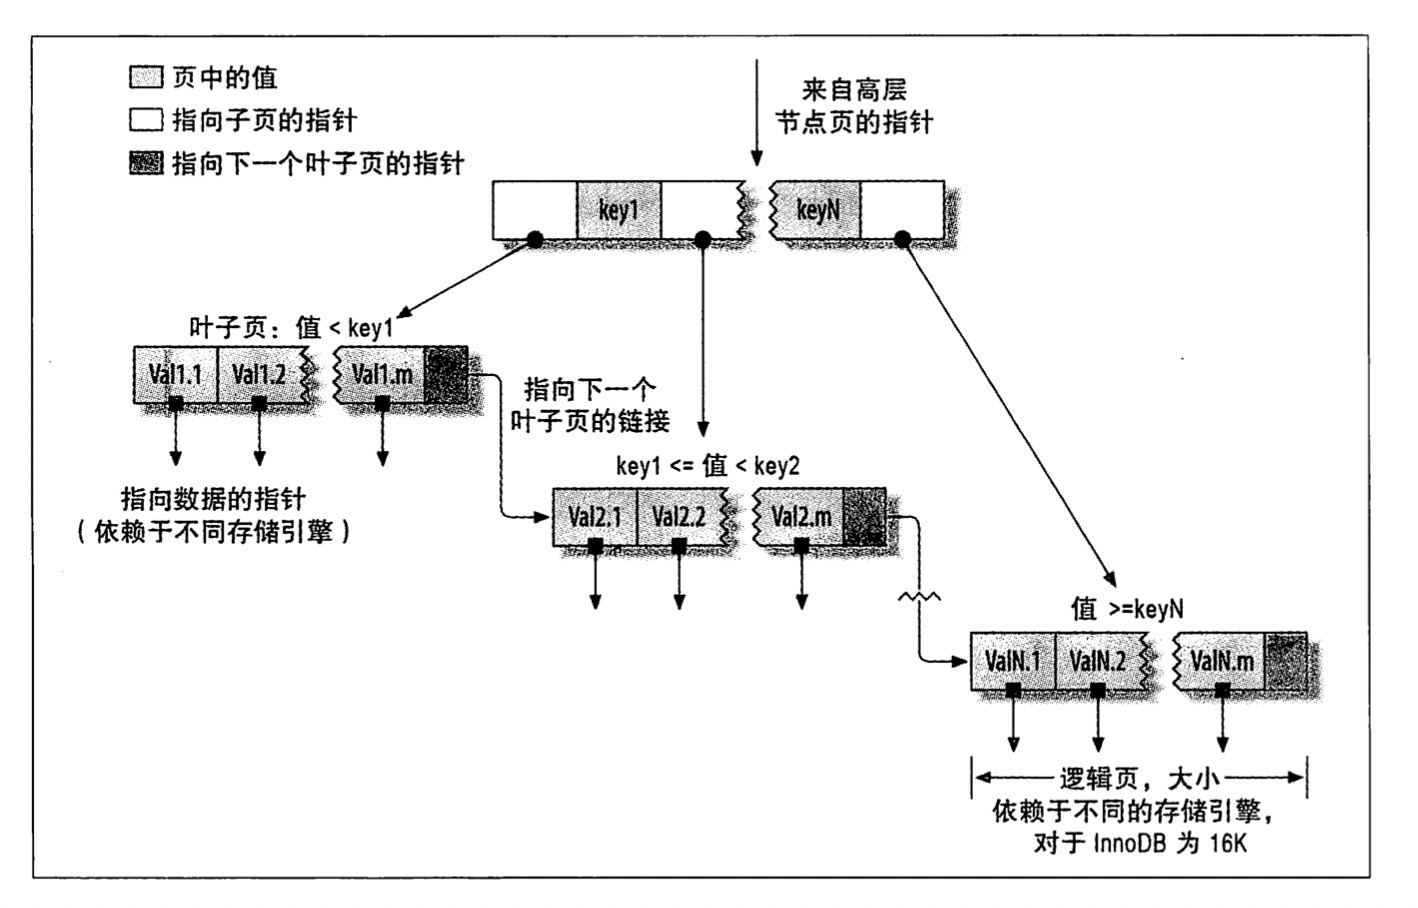 页中的值
指向子页的指针
指向下一个叶子页的指针
来自高层
节点页的指针
key1
keyN
叶子页：值 < key1
Val1.1
Val1.2
Val1.m
指向下一个
叶子页的链接
指向数据的指针
（依赖于不同存储引擎）
key1 <= 值 < key2
Val2.1
Val2.2
Val2.m
值 >=keyN
ValN.1
ValN.2
ValN.m
逻辑页，大小
依赖于不同的存储引擎，
对于 InnoDB 为 16K